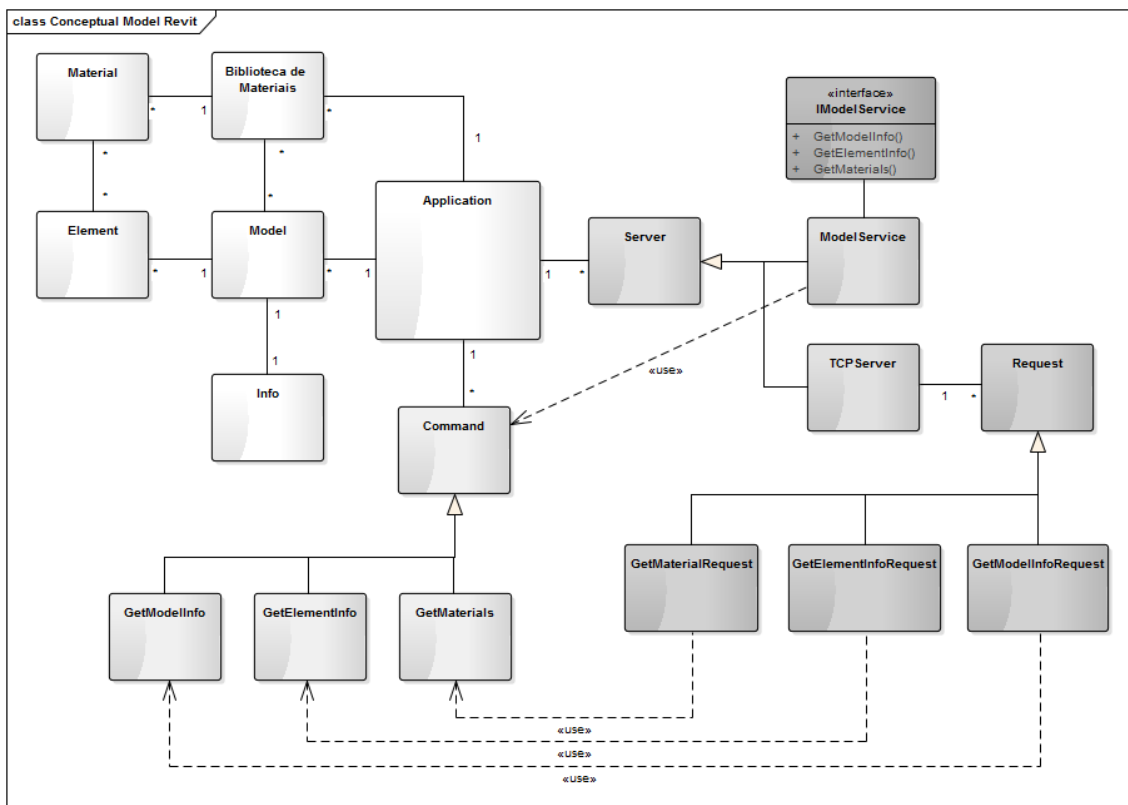 class Conceptual Model Revit
Material
Biblioteca de
Materiais
«interface»
IModelService
+ GetModelInfo()
+ GetElementInfo()
+ GetMaterials()
* 1 *
1
* *
* *
Element
Model
Application
Server
ModelService
* 1 * 1 1 *
1
1
1
*
«use»
Info
Command
TCPServer
Request
1 *
GetMaterialRequest
GetElementInfoRequest
GetModelInfoRequest
GetModelInfo
GetElementInfo
GetMaterials
«use»
«use»
«use»